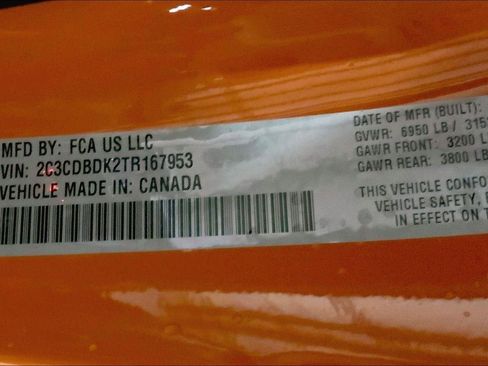 MFD BY: FCA US LLC
VIN: 2C3CDBDK2TR167953
VEHICLE MADE IN: CANADA
DATE OF MFR (BUILT):
GVWR: 6950 LB / 315
GAWR FRONT: 3200 L
GAWR REAR: 3800 LB
THIS VEHICLE CONFO
VEHICLE SAFETY,
IN EFFECT ON T